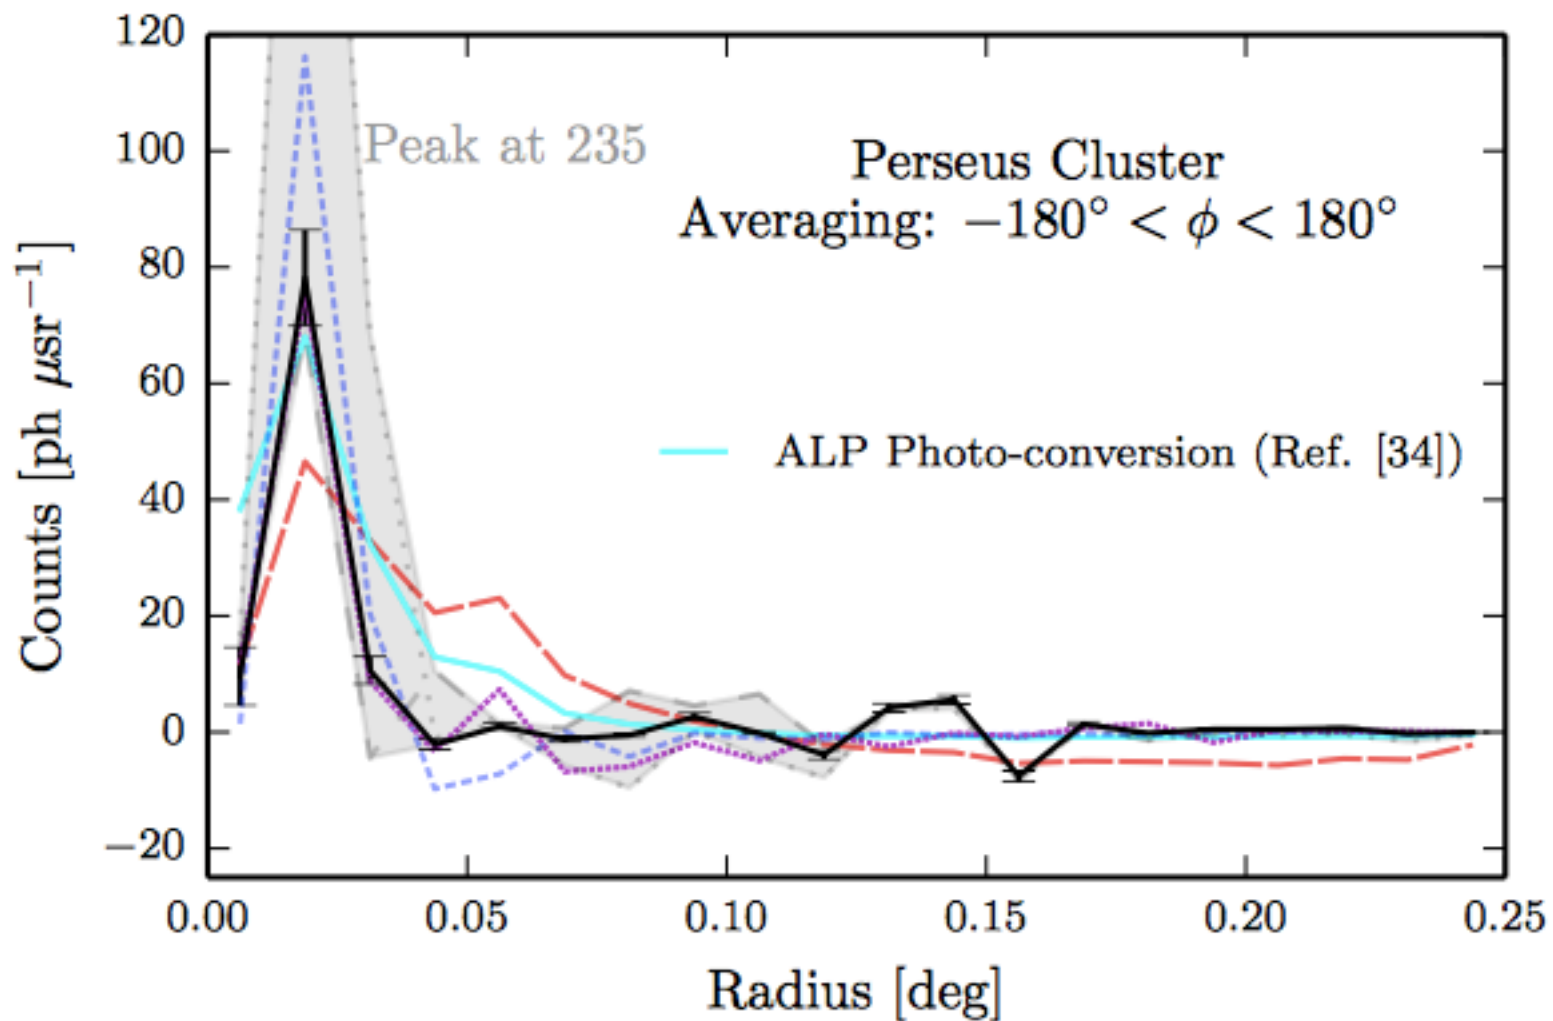 120
100
80
60
40
20
0
−20
Counts [ph μsr⁻¹]
Peak at 235
Perseus Cluster
Averaging: −180° < ϕ < 180°
ALP Photo-conversion (Ref. [34])
0.00 0.05 0.10 0.15 0.20 0.25
Radius [deg]